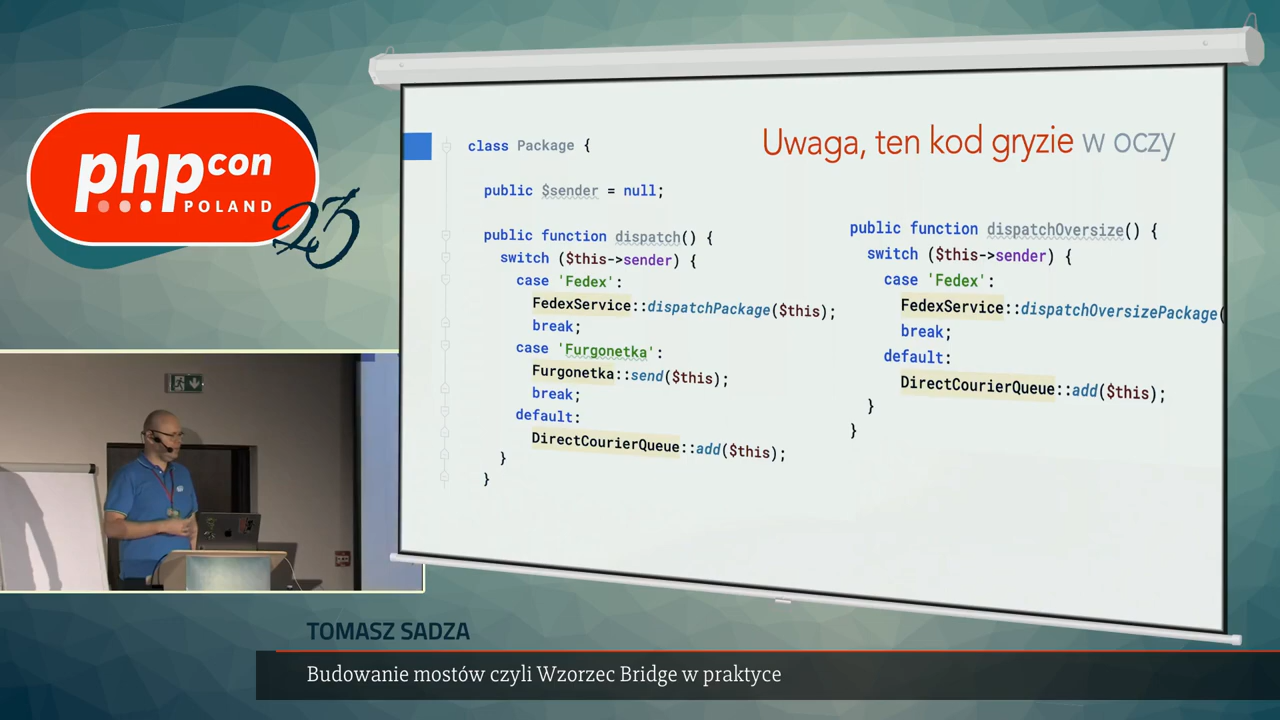 phpcon
POLAND
23
Uwaga, ten kod gryzie w oczy
class Package {
public $sender = null;
public function dispatch() {
switch ($this->sender) {
case 'Fedex':
FedexService::dispatchPackage($this);
break;
case 'Furgonetka':
Furgonetka::send($this);
break;
default:
DirectCourierQueue::add($this);
}
}
public function dispatchOversize() {
switch ($this->sender) {
case 'Fedex':
FedexService::dispatchOversizePackage(
break;
default:
DirectCourierQueue::add($this);
}
}
TOMASZ SADZA
Budowanie mostów czyli Wzorzec Bridge w praktyce